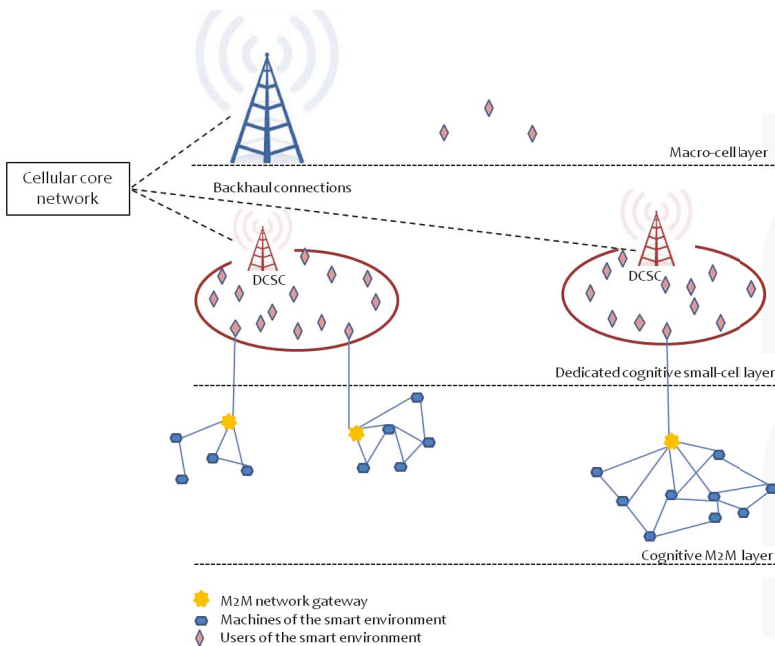 Macro-cell layer
Cellular core
network
Backhaul connections
DCSC
DCSC
Dedicated cognitive small-cell layer
Cognitive M2M layer
M2M network gateway
Machines of the smart environment
Users of the smart environment